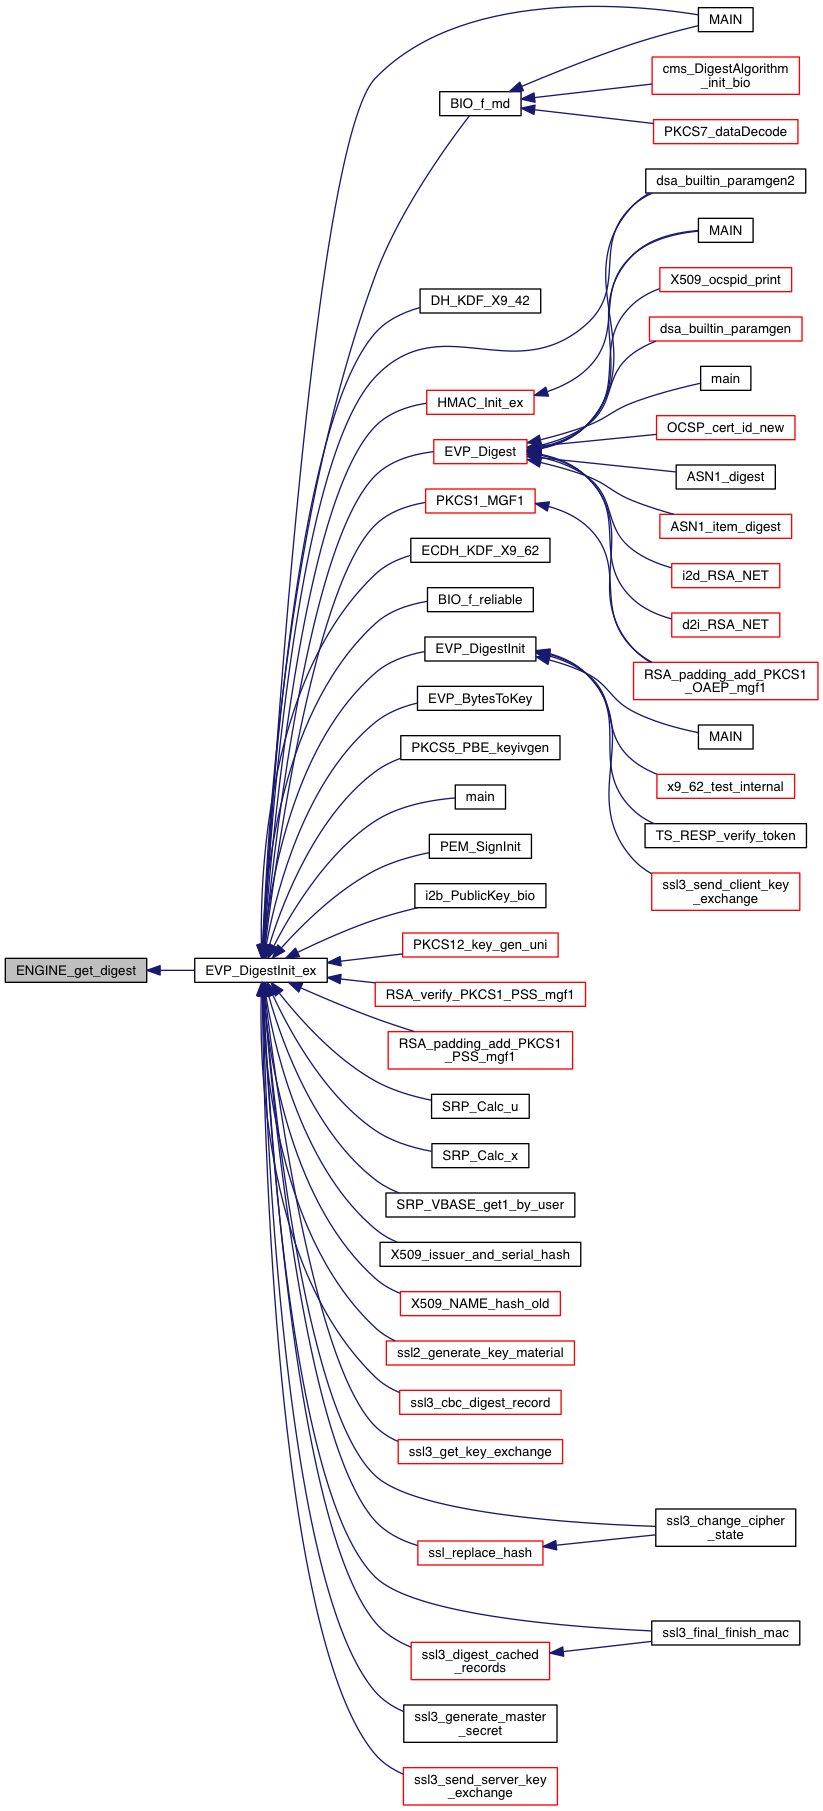 MAIN
cms_DigestAlgorithm
_init_bio
BIO_f_md
PKCS7_dataDecode
dsa_builtin_paramgen2
MAIN
X509_ocspid_print
DH_KDF_X9_42
dsa_builtin_paramgen
main
HMAC_Init_ex
OCSP_cert_id_new
EVP_Digest
ASN1_digest
PKCS1_MGF1
ASN1_item_digest
ECDH_KDF_X9_62
i2d_RSA_NET
BIO_f_reliable
d2i_RSA_NET
EVP_DigestInit
RSA_padding_add_PKCS1
_OAEP_mgf1
EVP_BytesToKey
MAIN
PKCS5_PBE_keyivgen
x9_62_test_internal
main
TS_RESP_verify_token
PEM_SignInit
ssl3_send_client_key
_exchange
i2b_PublicKey_bio
PKCS12_key_gen_uni
ENGINE_get_digest
EVP_DigestInit_ex
RSA_verify_PKCS1_PSS_mgf1
RSA_padding_add_PKCS1
_PSS_mgf1
SRP_Calc_u
SRP_Calc_x
SRP_VBASE_get1_by_user
X509_issuer_and_serial_hash
X509_NAME_hash_old
ssl2_generate_key_material
ssl3_cbc_digest_record
ssl3_get_key_exchange
ssl3_change_cipher
_state
ssl_replace_hash
ssl3_final_finish_mac
ssl3_digest_cached
_records
ssl3_generate_master
_secret
ssl3_send_server_key
_exchange